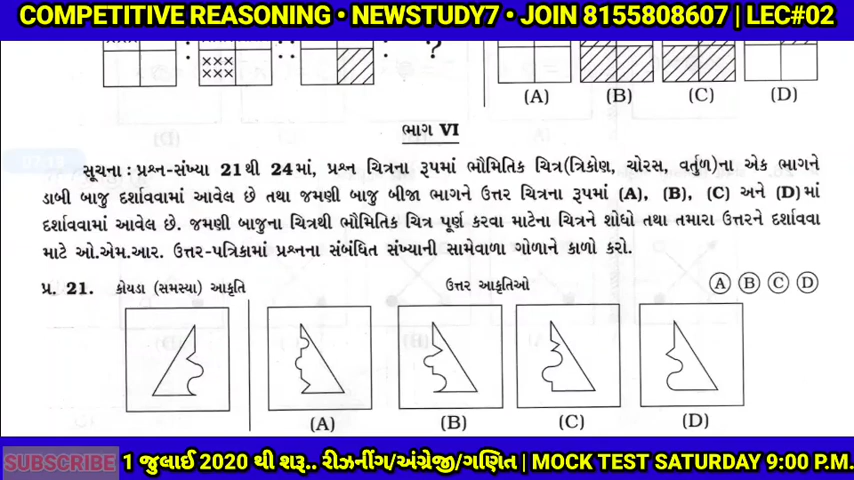 COMPETITIVE REASONING • NEWSTUDY7 • JOIN 8155808607 | LEC#02
: :: : ?
(A) (B) (C) (D)
ભાગ VI
સૂચના : પ્રશ્ન-સંખ્યા 21થી 24માં, પ્રશ્ન ચિત્રના રૂપમાં ભૌમિતિક ચિત્ર(ત્રિકોણ, ચોરસ, વર્તુળ)ના એક ભાગને
ડાબી બાજુ દર્શાવવામાં આવેલ છે તથા જમણી બાજુ બીજા ભાગને ઉત્તર ચિત્રના રૂપમાં (A), (B), (C) અને (D)માં
દર્શાવવામાં આવેલ છે. જમણી બાજુના ચિત્રથી ભૌમિતિક ચિત્ર પૂર્ણ કરવા માટેના ચિત્રને શોધો તથા તમારા ઉત્તરને દર્શાવવા
માટે ઓ.એમ.આર. ઉત્તર-પત્રિકામાં પ્રશ્નના સંબંધિત સંખ્યાની સામેવાળા ગોળાને કાળો કરો.
પ્ર. 21. કોયડા (સમસ્યા) આકૃતિ ઉત્તર આકૃતિઓ A B C D
(A) (B) (C) (D)
SUBSCRIBE 1 જુલાઈ 2020 થી શરૂ.. રીઝનીંગ/અંગ્રેજી/ગણિત | MOCK TEST SATURDAY 9:00 P.M.